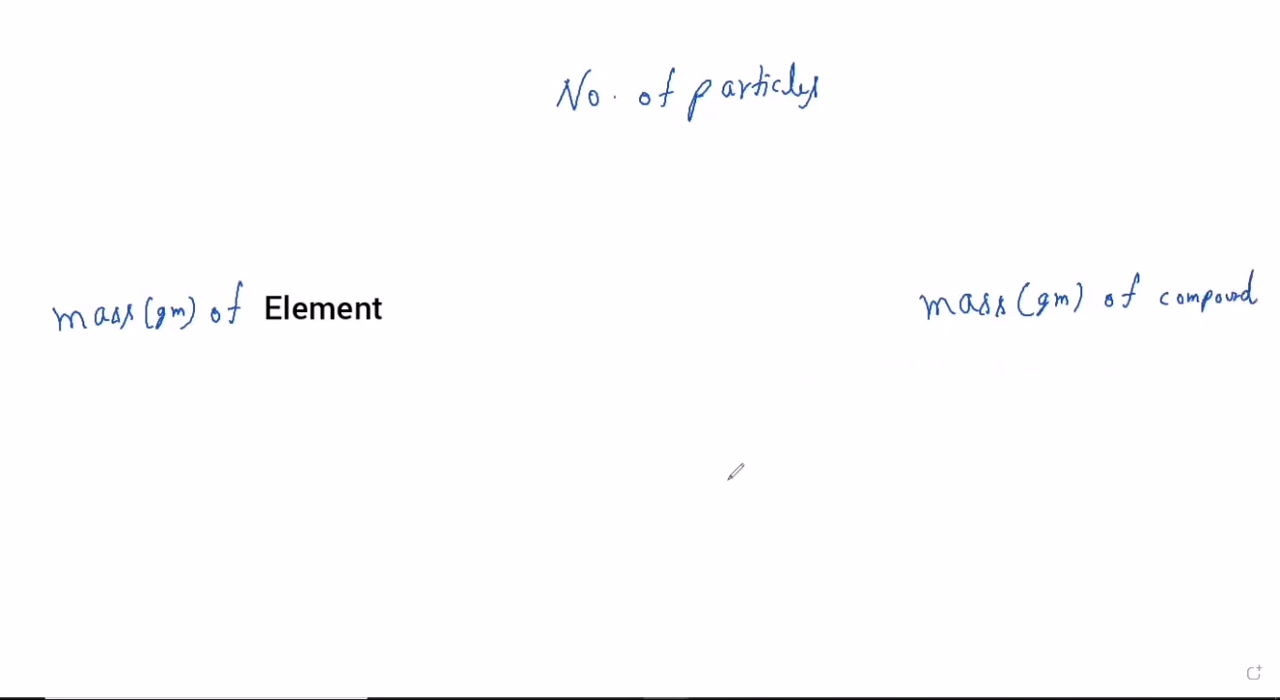 No. of particles
mass(gm) of Element
mass(gm) of compound